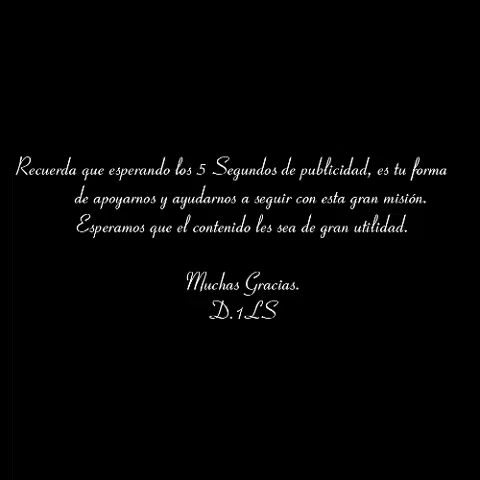 Recuerda que esperando los 5 Segundos de publicidad, es tu forma
de apoyarnos y ayudarnos a seguir con esta gran misión.
Esperamos que el contenido les sea de gran utilidad.
Muchas Gracias.
D.1LS